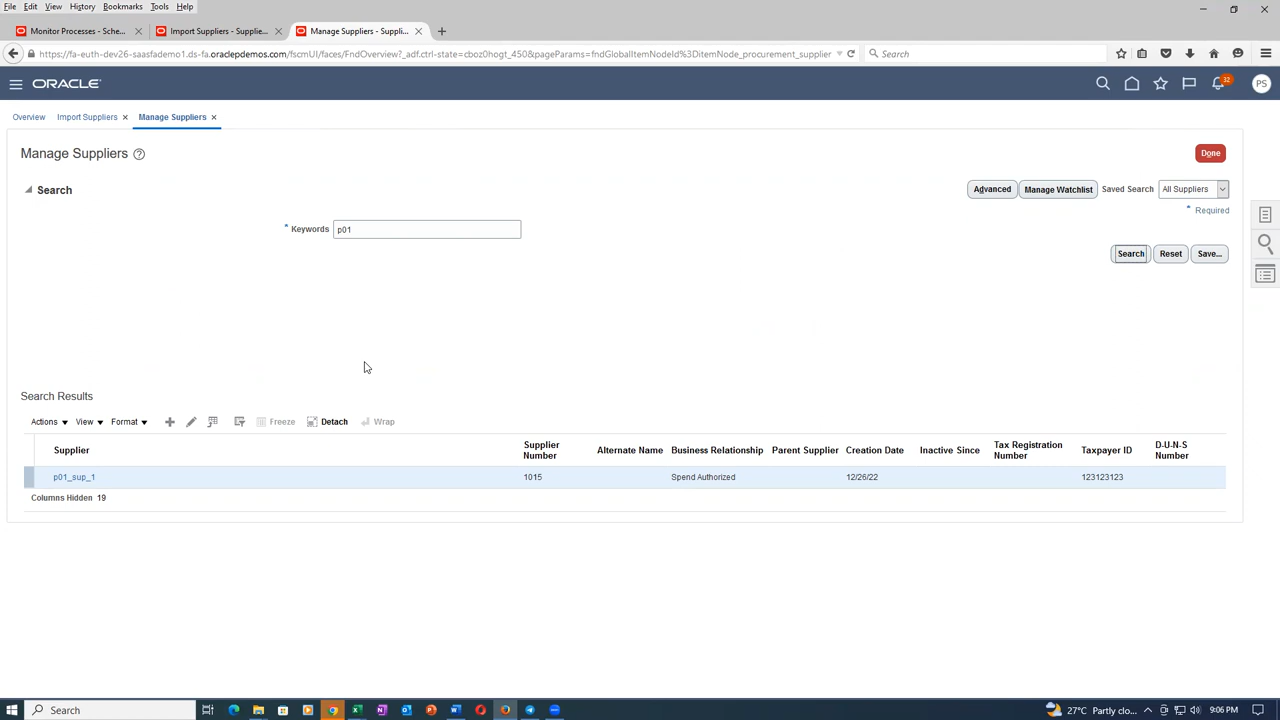 File Edit View History Bookmarks Tools Help
Monitor Processes - Sche... Import Suppliers - Supplie... Manage Suppliers - Suppli...
https://fa-euth-dev26-saasfademo1.ds-fa.oraclepdemos.com/fscmUI/faces/FndOverview?_adf.ctrl-state=cboz0hogt_450&pageParams=fndGlobalItemNodeId%3DitemNode_procurement_supplier Search
ORACLE 32 PS
Overview Import Suppliers Manage Suppliers
Manage Suppliers Done
Search Advanced Manage Watchlist Saved Search All Suppliers
* Required
* Keywords p01
Search Reset Save...
Search Results
Actions View Format Freeze Detach Wrap
Supplier Supplier Number Alternate Name Business Relationship Parent Supplier Creation Date Inactive Since Tax Registration Number Taxpayer ID D-U-N-S Number
p01_sup_1 1015 Spend Authorized 12/26/22 123123123
Columns Hidden 19
Search 27°C Partly clo... 9:06 PM